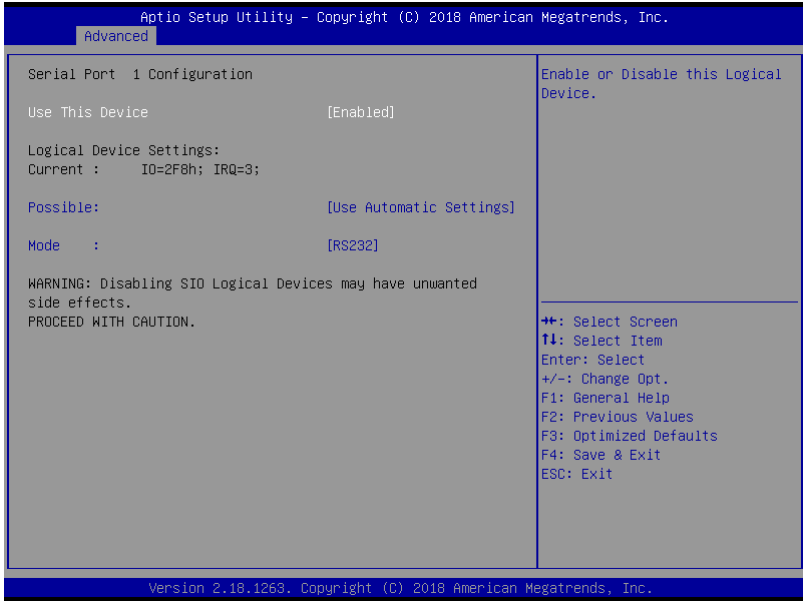 Aptio Setup Utility – Copyright (C) 2018 American Megatrends, Inc.
Advanced
Serial Port 1 Configuration
Use This Device [Enabled]
Logical Device Settings:
Current : IO=2F8h; IRQ=3;
Possible: [Use Automatic Settings]
Mode : [RS232]
WARNING: Disabling SIO Logical Devices may have unwanted
side effects.
PROCEED WITH CAUTION.
Enable or Disable this Logical
Device.
→←: Select Screen
↑↓: Select Item
Enter: Select
+/-: Change Opt.
F1: General Help
F2: Previous Values
F3: Optimized Defaults
F4: Save & Exit
ESC: Exit
Version 2.18.1263. Copyright (C) 2018 American Megatrends, Inc.